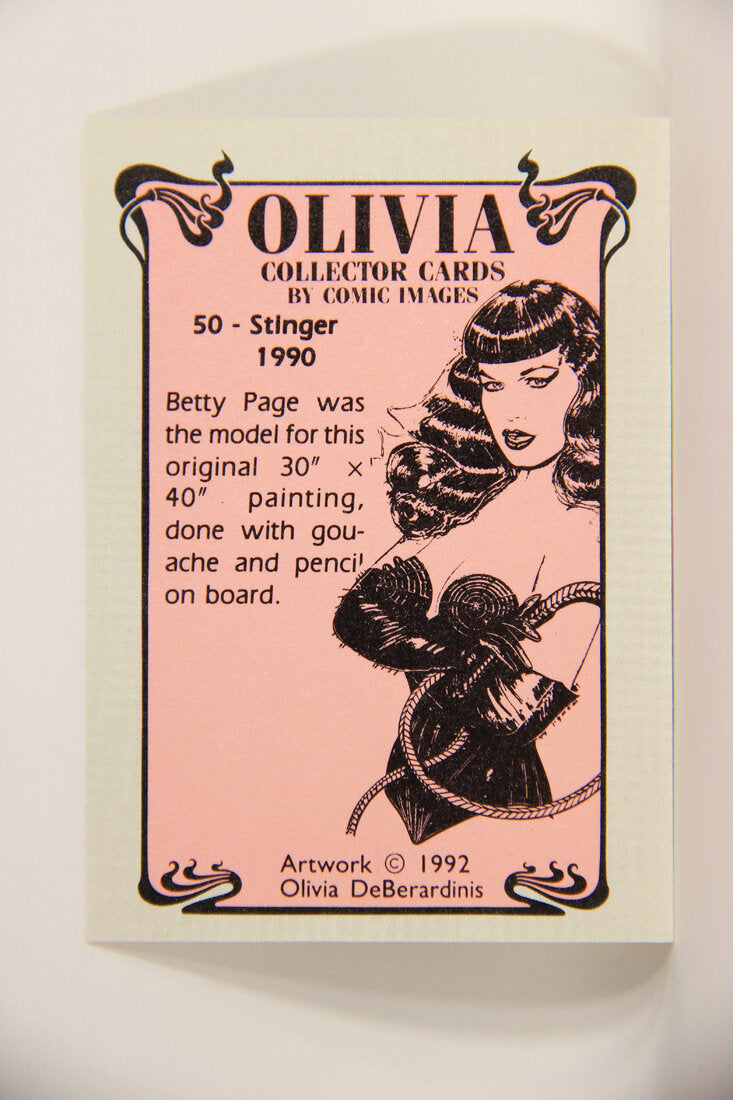 OLIVIA
COLLECTOR CARDS
BY COMIC IMAGES
50 - Stinger
1990
Betty Page was
the model for this
original 30" ×
40" painting,
done with gou-
ache and pencil
on board.
Artwork © 1992
Olivia DeBerardinis